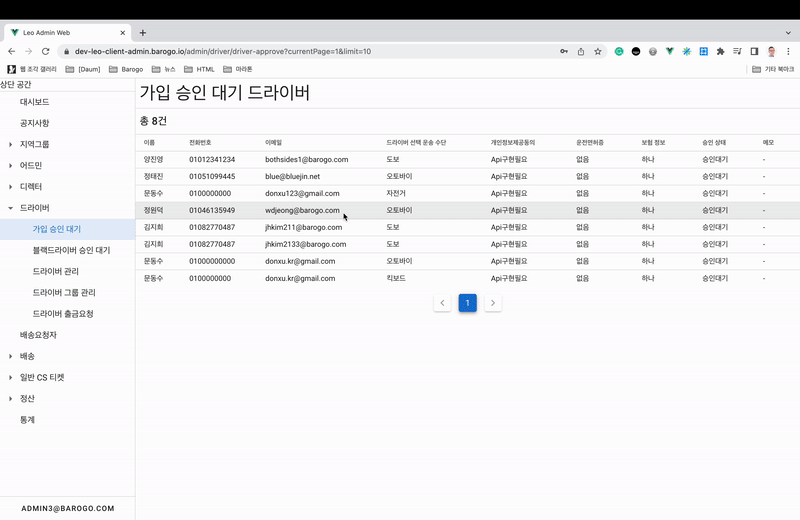 Leo Admin Web
dev-leo-client-admin.barogo.io/admin/driver/driver-approve?currentPage=1&limit=10
웹 조각 갤러리 [Daum] Barogo 뉴스 HTML 마라톤 기타 북마크
상단 공간
대시보드
공지사항
지역그룹
어드민
디렉터
드라이버
가입 승인 대기
블랙드라이버 승인 대기
드라이버 관리
드라이버 그룹 관리
드라이버 출금요청
배송요청자
배송
일반 CS 티켓
정산
통계
ADMIN3@BAROGO.COM
가입 승인 대기 드라이버
총 8건
이름 전화번호 이메일 드라이버 선택 운송 수단 개인정보제공동의 운전면허증 보험 정보 승인 상태 메모
양진영 01012341234 bothsides1@barogo.com 도보 Api구현필요 없음 하나 승인대기 -
정태진 01051099445 blue@bluejin.net 오토바이 Api구현필요 없음 하나 승인대기 -
문동수 0100000000 donxu123@gmail.com 자전거 Api구현필요 없음 하나 승인대기 -
정원덕 01046135949 wdjeong@barogo.com 오토바이 Api구현필요 없음 하나 승인대기 -
김지희 01082770487 jhkim211@barogo.com 도보 Api구현필요 없음 하나 승인대기 -
김지희 01082770487 jhkim2133@barogo.com 도보 Api구현필요 없음 하나 승인대기 -
문동수 01000000000 donxu.kr@gmail.com 오토바이 Api구현필요 없음 하나 승인대기 -
문동수 0100000000 donxu.kr@gmail.com 킥보드 Api구현필요 없음 하나 승인대기 -
1